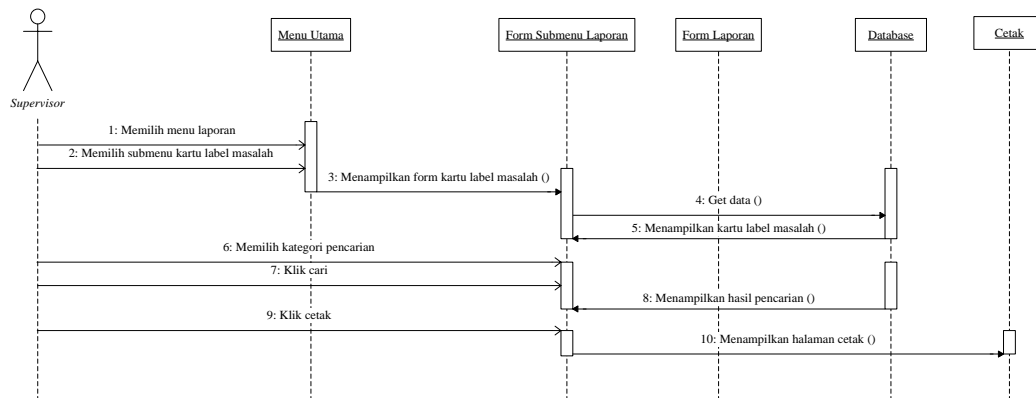 Menu Utama
Form Submenu Laporan
Form Laporan
Database
Cetak
Supervisor
1: Memilih menu laporan
2: Memilih submenu kartu label masalah
3: Menampilkan form kartu label masalah ()
4: Get data ()
5: Menampilkan kartu label masalah ()
6: Memilih kategori pencarian
7: Klik cari
8: Menampilkan hasil pencarian ()
9: Klik cetak
10: Menampilkan halaman cetak ()